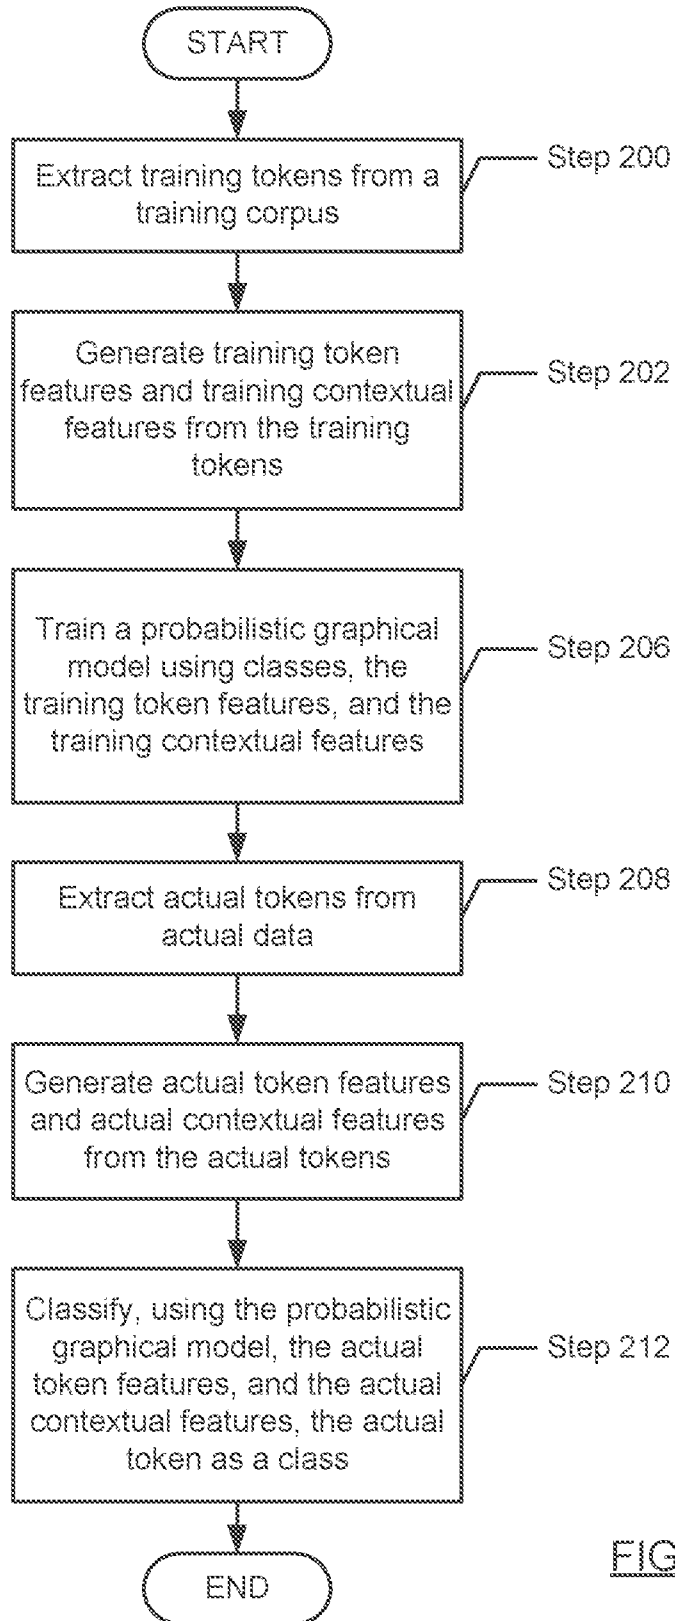 START
Extract training tokens from a
training corpus
Step 200
Generate training token
features and training contextual
features from the training
tokens
Step 202
Train a probabilistic graphical
model using classes, the
training token features, and the
training contextual features
Step 206
Extract actual tokens from
actual data
Step 208
Generate actual token features
and actual contextual features
from the actual tokens
Step 210
Classify, using the probabilistic
graphical model, the actual
token features, and the actual
contextual features, the actual
token as a class
Step 212
END
FIG